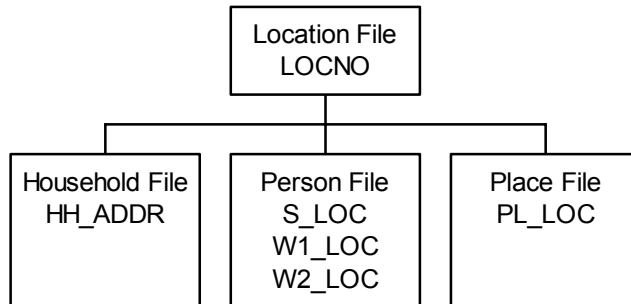 Location File
LOCNO
Household File
HH_ADDR
Person File
S_LOC
W1_LOC
W2_LOC
Place File
PL_LOC